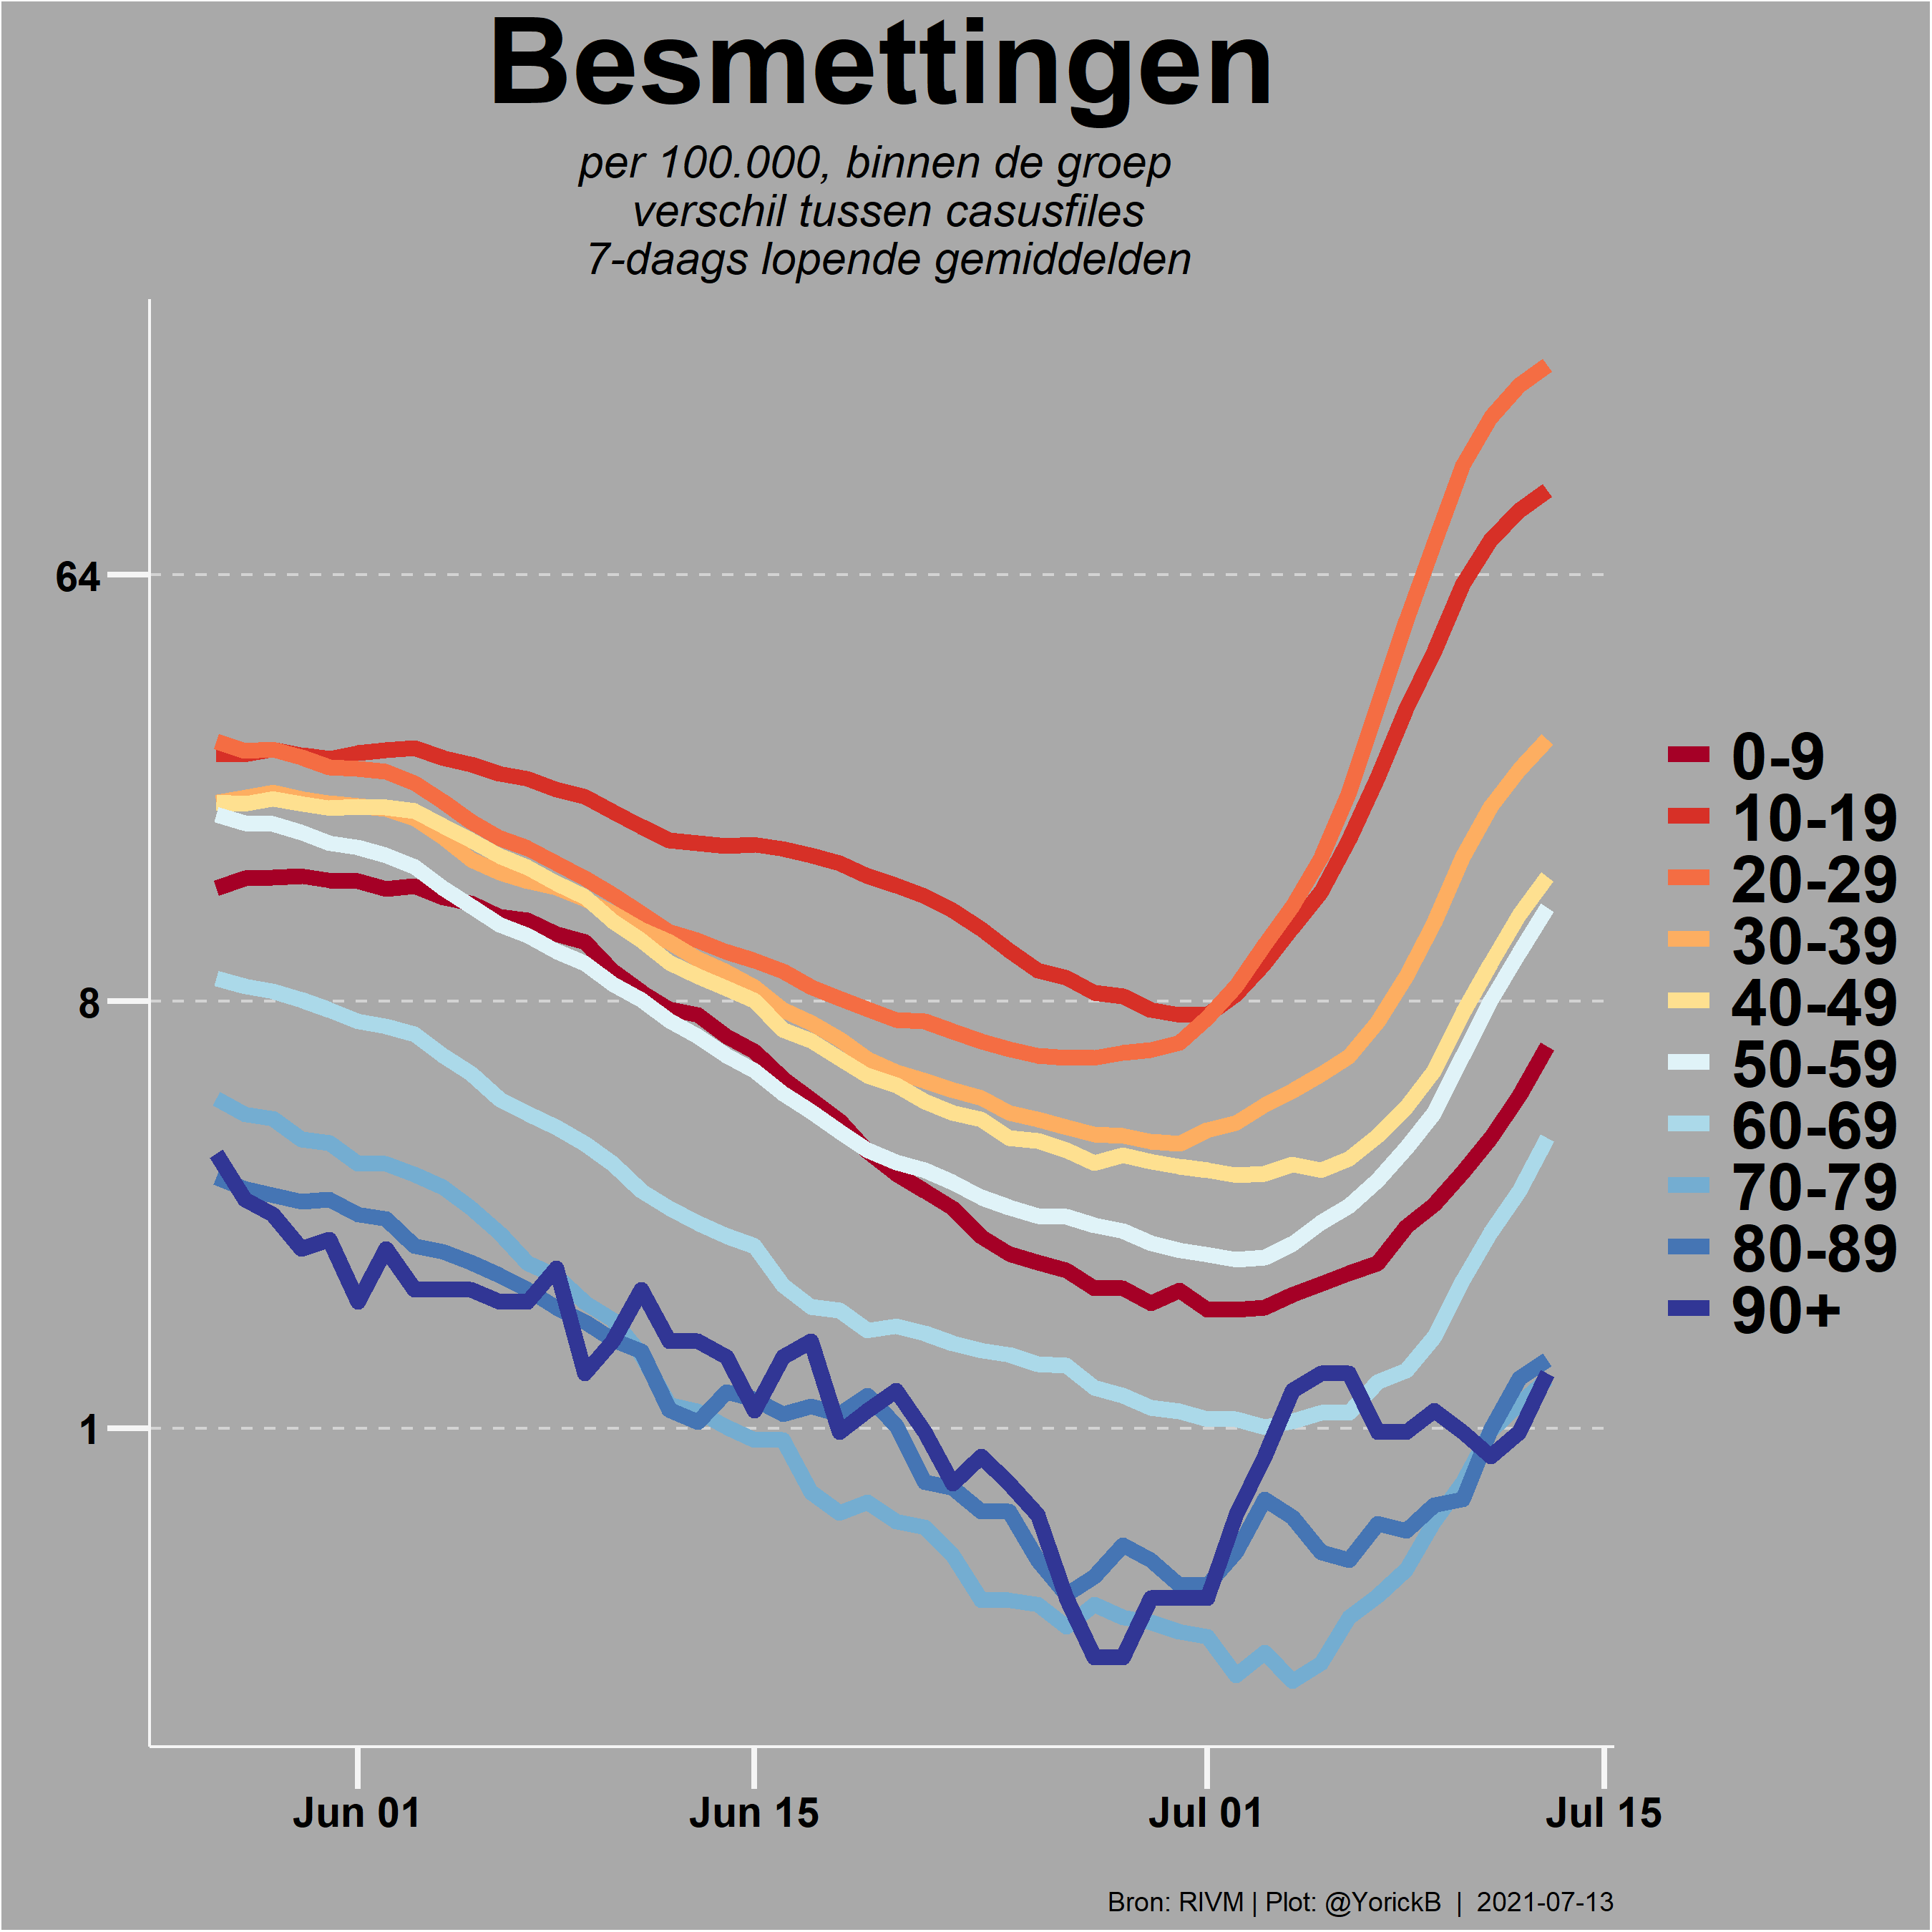 Besmettingen
per 100.000, binnen de groep
verschil tussen casusfiles
7-daags lopende gemiddelden
64
8
1
Jun 01
Jun 15
Jul 01
Jul 15
0-9
10-19
20-29
30-39
40-49
50-59
60-69
70-79
80-89
90+
Bron: RIVM | Plot: @YorickB | 2021-07-13